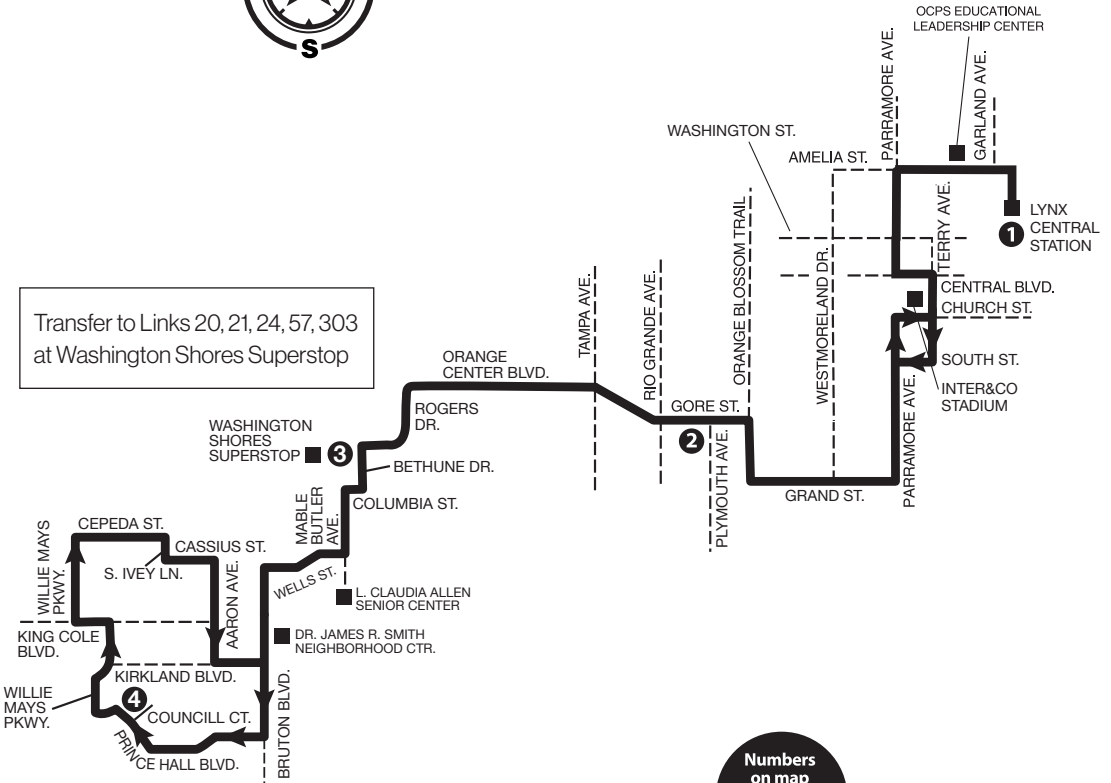 S
OCPS EDUCATIONAL
LEADERSHIP CENTER
PARRAMORE AVE.
GARLAND AVE.
WASHINGTON ST.
AMELIA ST.
LYNX
CENTRAL
STATION
1
TERRY AVE.
ORANGE BLOSSOM TRAIL
WESTMORELAND DR.
CENTRAL BLVD.
CHURCH ST.
TAMPA AVE.
RIO GRANDE AVE.
Transfer to Links 20, 21, 24, 57, 303
at Washington Shores Superstop
ORANGE
CENTER BLVD.
SOUTH ST.
INTER&CO
STADIUM
PARRAMORE AVE.
GORE ST.
2
PLYMOUTH AVE.
GRAND ST.
ROGERS
DR.
WASHINGTON
SHORES
SUPERSTOP
3
BETHUNE DR.
COLUMBIA ST.
MABLE
BUTLER
AVE.
CEPEDA ST.
CASSIUS ST.
S. IVEY LN.
WILLIE MAYS
PKWY.
AARON AVE.
WELLS ST.
L. CLAUDIA ALLEN
SENIOR CENTER
DR. JAMES R. SMITH
NEIGHBORHOOD CTR.
KING COLE
BLVD.
KIRKLAND BLVD.
WILLIE
MAYS
PKWY.
4
COUNCILL CT.
PRINCE HALL BLVD.
BRUTON BLVD.
Numbers
on map